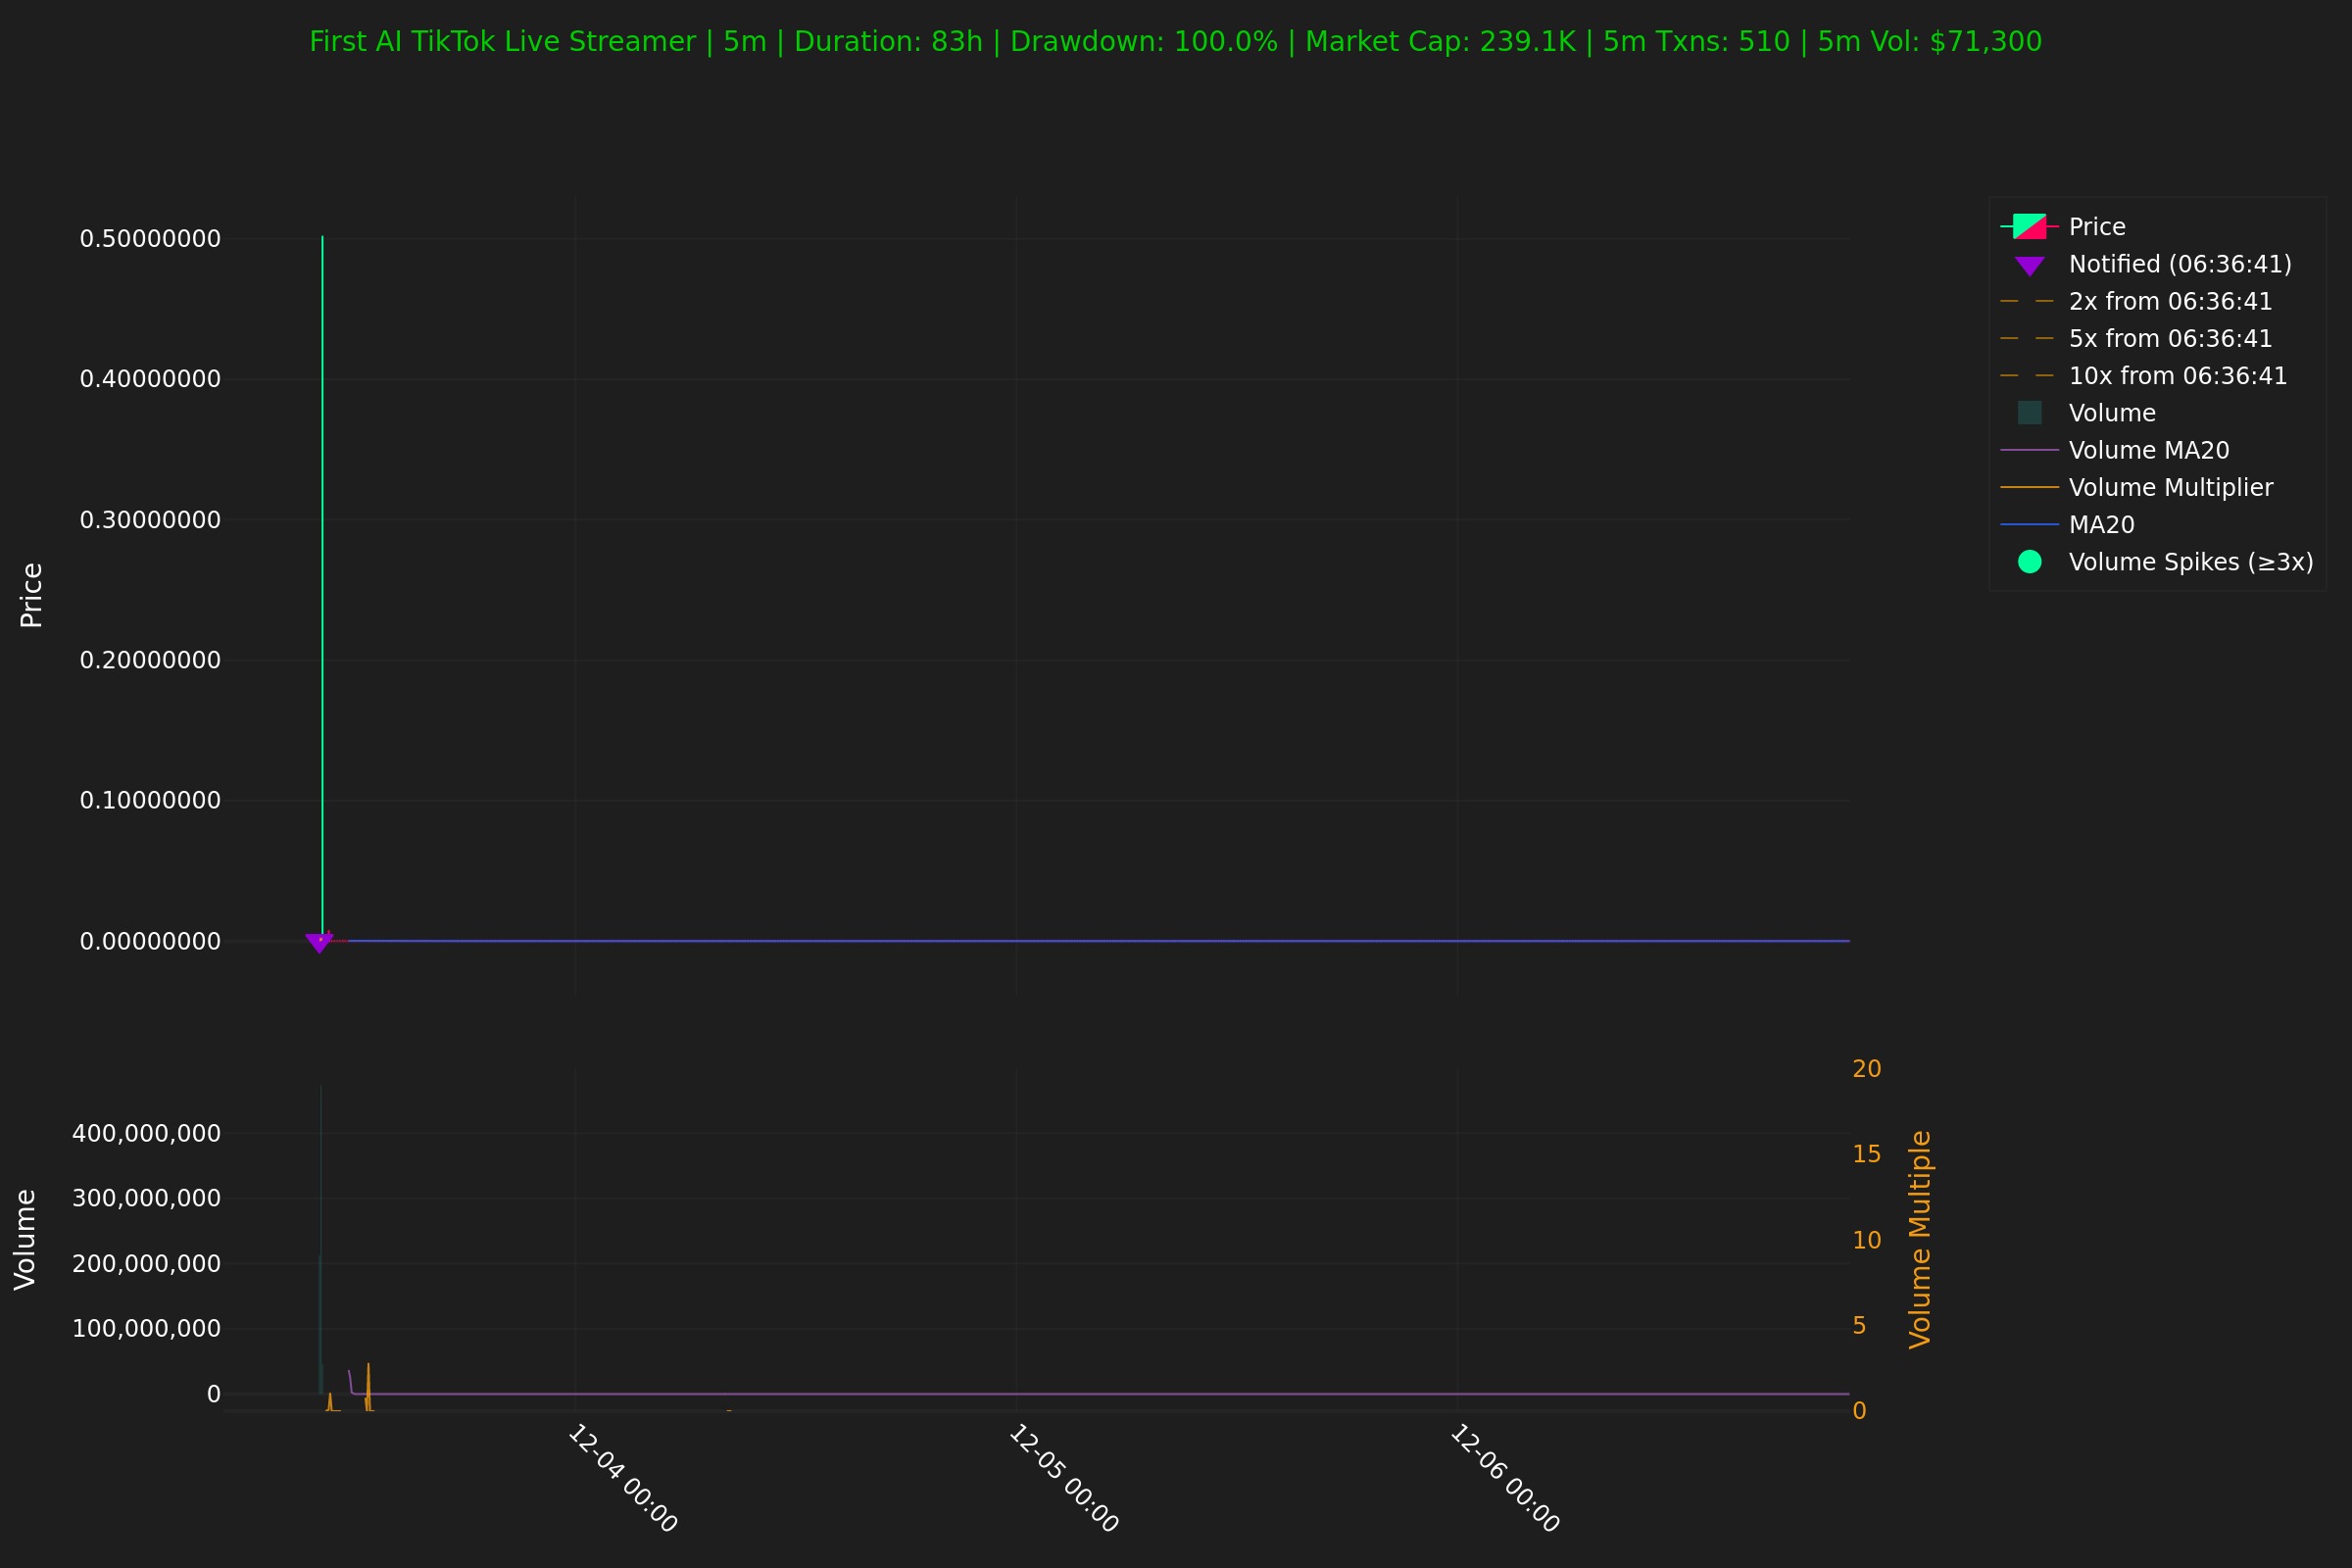 First AI TikTok Live Streamer | 5m | Duration: 83h | Drawdown: 100.0% | Market Cap: 239.1K | 5m Txns: 510 | 5m Vol: $71,300
Price
0.50000000
0.40000000
0.30000000
0.20000000
0.10000000
0.00000000
Price
Notified (06:36:41)
2x from 06:36:41
5x from 06:36:41
10x from 06:36:41
Volume
Volume MA20
Volume Multiplier
MA20
Volume Spikes (≥3x)
Volume
400,000,000
300,000,000
200,000,000
100,000,000
0
20
15
10
5
0
Volume Multiple
12-04 00:00
12-05 00:00
12-06 00:00